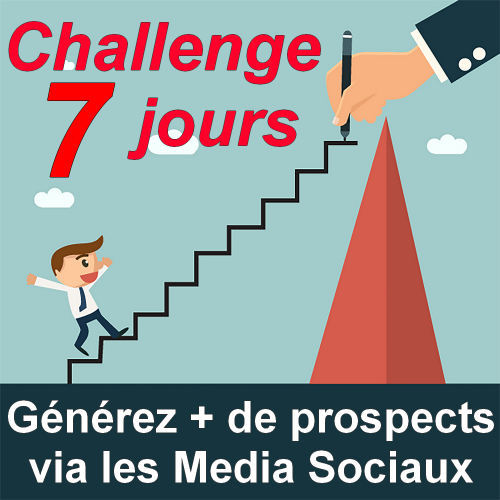 Challenge
7 jours
Générez + de prospects
via les Media Sociaux